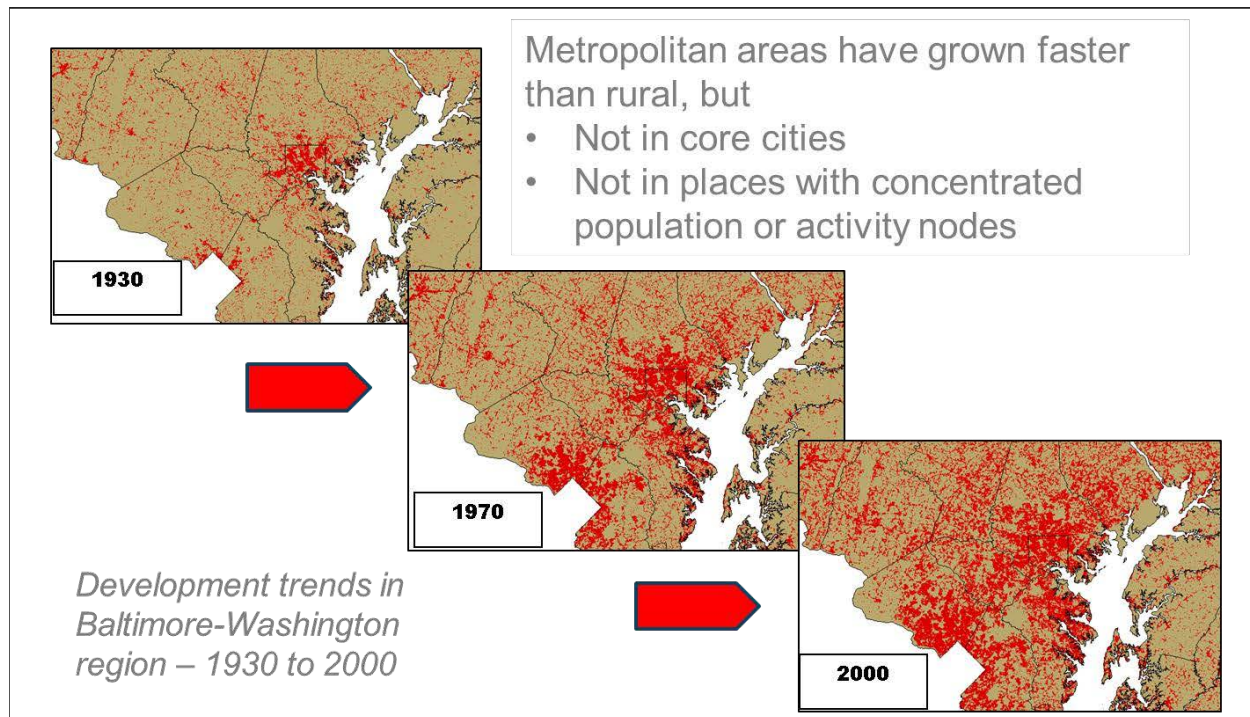 Metropolitan areas have grown faster
than rural, but
• Not in core cities
• Not in places with concentrated
population or activity nodes
1930
1970
2000
Development trends in
Baltimore-Washington
region – 1930 to 2000